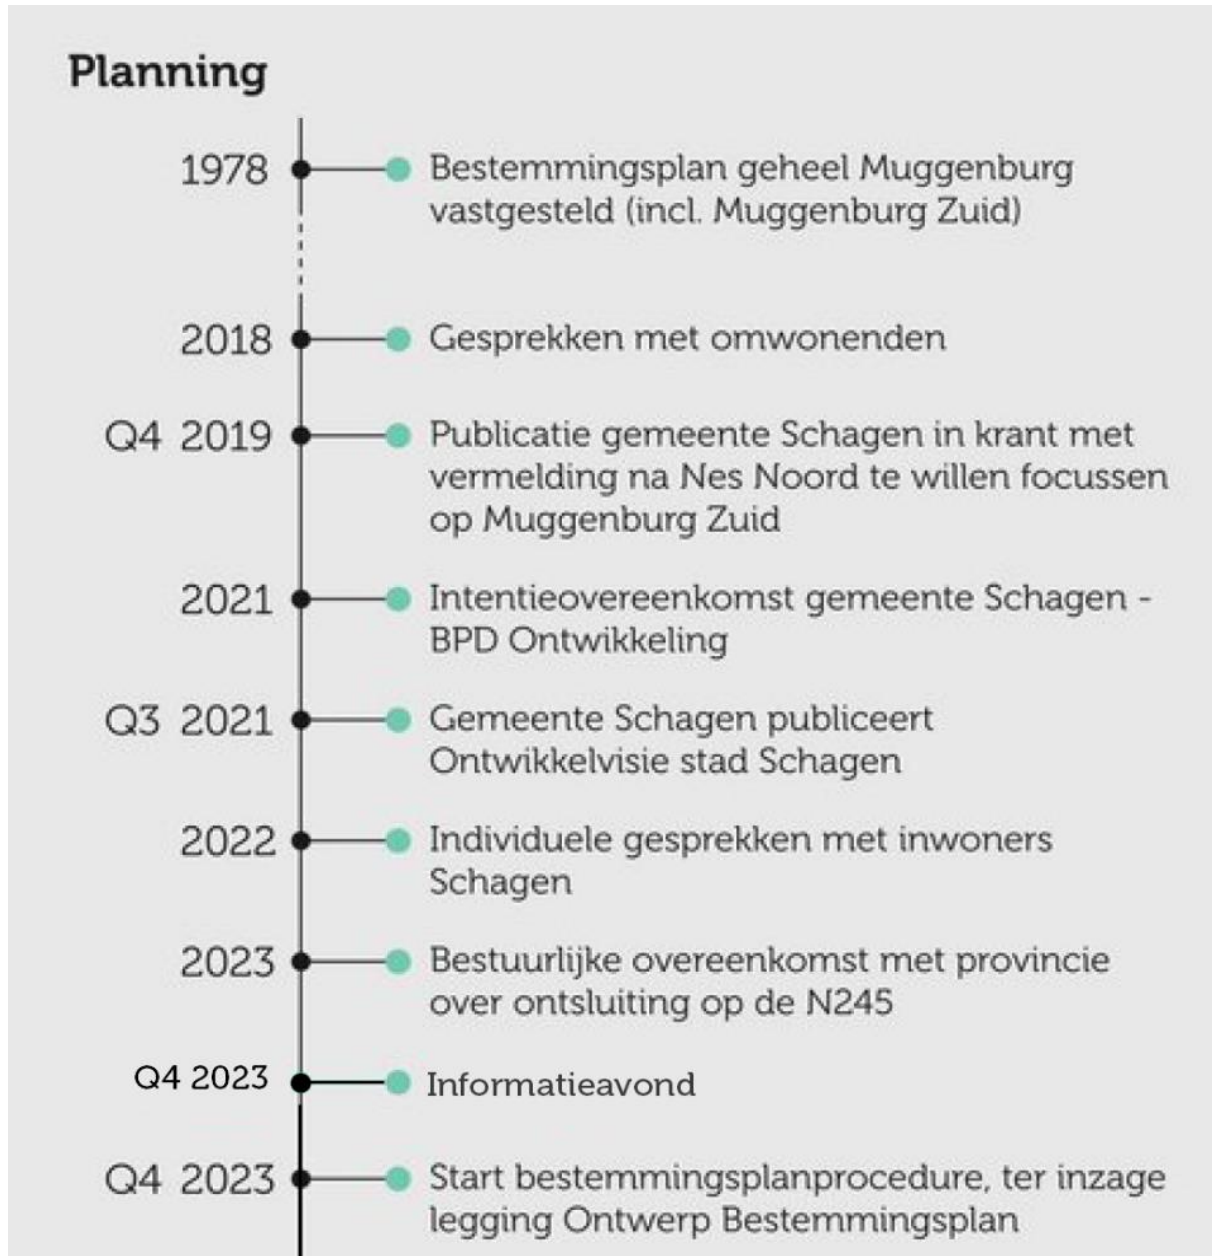 Planning
1978
Bestemmingsplan geheel Muggenburg
vastgesteld (incl. Muggenburg Zuid)
2018
Gesprekken met omwonenden
Q4 2019
Publicatie gemeente Schagen in krant met
vermelding na Nes Noord te willen focussen
op Muggenburg Zuid
2021
Intentieovereenkomst gemeente Schagen -
BPD Ontwikkeling
Q3 2021
Gemeente Schagen publiceert
Ontwikkelvisie stad Schagen
2022
Individuele gesprekken met inwoners
Schagen
2023
Bestuurlijke overeenkomst met provincie
over ontsluiting op de N245
Q4 2023
Informatieavond
Q4 2023
Start bestemmingsplanprocedure, ter inzage
legging Ontwerp Bestemmingsplan